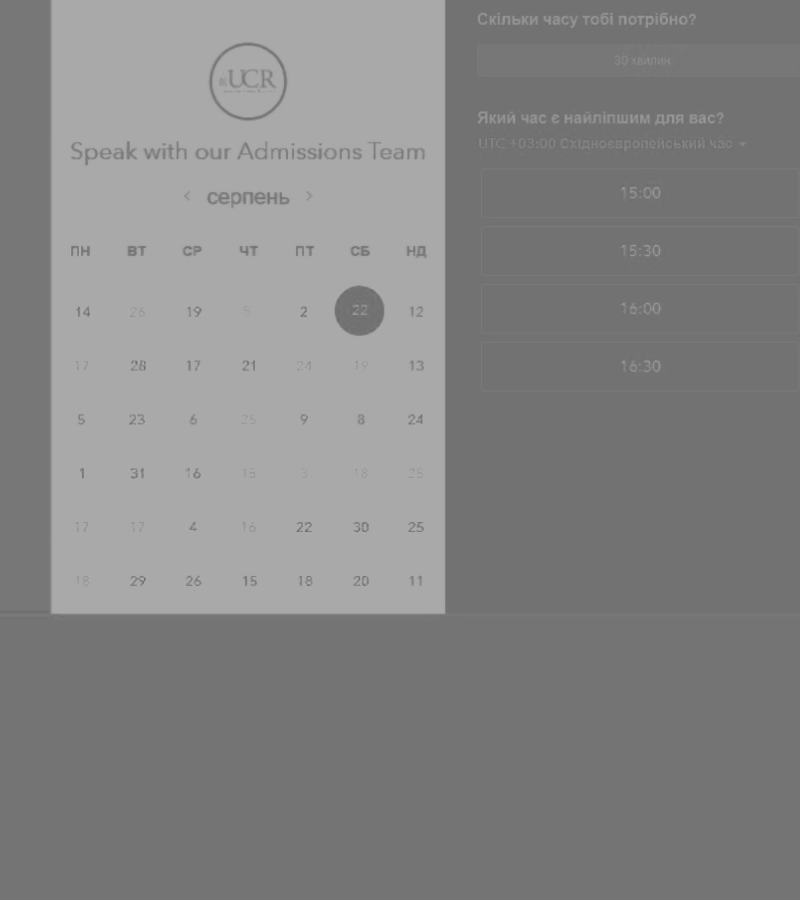 UCR
Speak with our Admissions Team
< серпень >
ПН ВТ СР ЧТ ПТ СБ НД
14 26 19 5 2 22 12
17 28 17 21 24 19 13
5 23 6 25 9 8 24
1 31 16 15 3 18 25
17 17 4 16 22 30 25
18 29 26 15 18 20 11
Скільки часу тобі потрібно?
30 хвилин
Який час є найліпшим для вас?
UTC +03:00 Східноєвропейський час
15:00
15:30
16:00
16:30